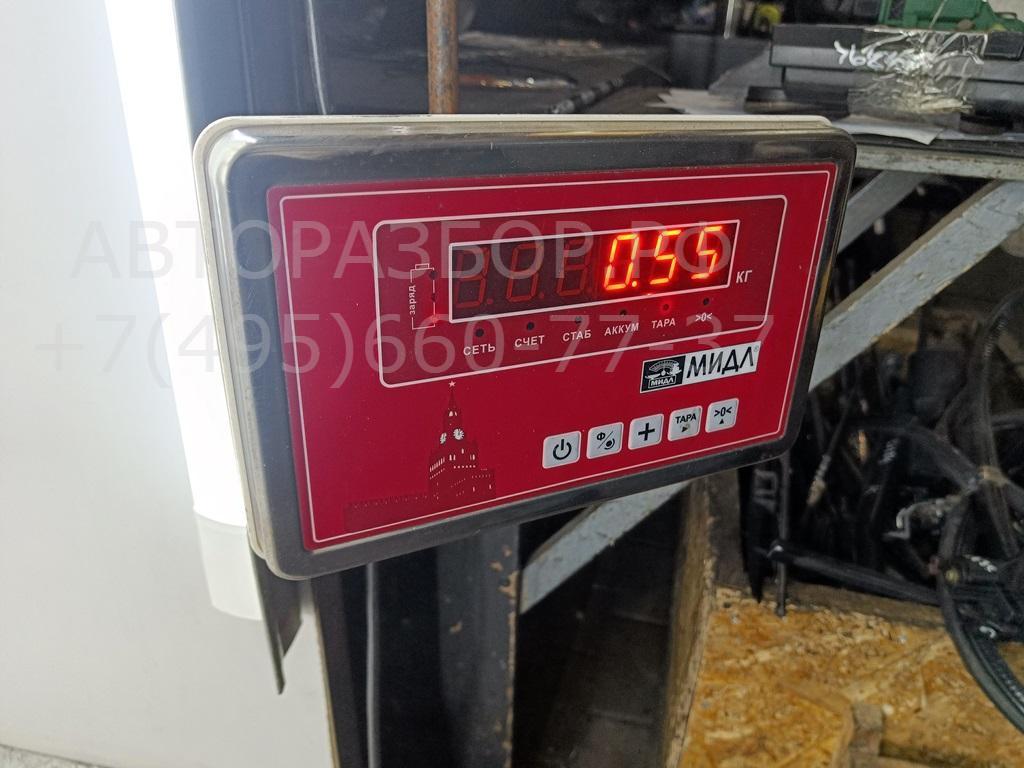 УБВВ9Ч
АВТОРАЗБОР.РФ
+7(495)660-77-37
заряд
0.55
КГ
СЕТЬ СЧЕТ СТАБ АККУМ ТАРА >0<
МИДЛ МИДЛ®
Ф/ + ТАРА >0<